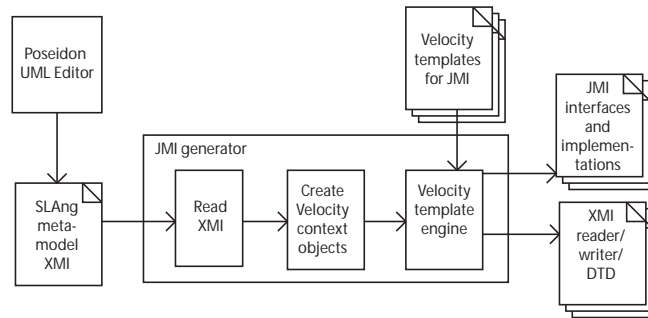 Poseidon
UML Editor
Velocity
templates
for JMI
JMI
interfaces
and
implemen-
tations
JMI generator
SLAng
meta-
model
XMI
Read
XMI
Create
Velocity
context
objects
Velocity
template
engine
XMI
reader/
writer/
DTD